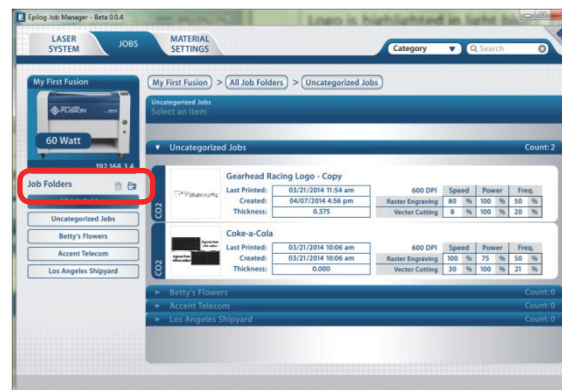 Epilog Job Manager - Beta 0.0.4
Logo is highlighted in light bl
LASER SYSTEM
JOBS
MATERIAL SETTINGS
Category
Search
My First Fusion
FUSION
60 Watt
192.168.3.4
My First Fusion > All Job Folders > Uncategorized Jobs
Uncategorized Jobs
Select an Item
Job Folders
Uncategorized Jobs
Betty's Flowers
Accent Telecom
Los Angeles Shipyard
Uncategorized Jobs Count: 2
CO2
Gearhead Racing Logo - Copy
Last Printed: 03/21/2014 11:54 am 600 DPI Speed Power Freq.
Created: 04/07/2014 4:56 pm Raster Engraving 80 % 100 % 50 %
Thickness: 0.375 Vector Cutting 8 % 100 % 20 %
CO2
Coke-a-Cola
Last Printed: 03/21/2014 10:06 am 600 DPI Speed Power Freq.
Created: 03/21/2014 10:06 am Raster Engraving 100 % 75 % 50 %
Thickness: 0.000 Vector Cutting 30 % 100 % 21 %
Betty's Flowers Count: 0
Accent Telecom Count: 0
Los Angeles Shipyard Count: 0